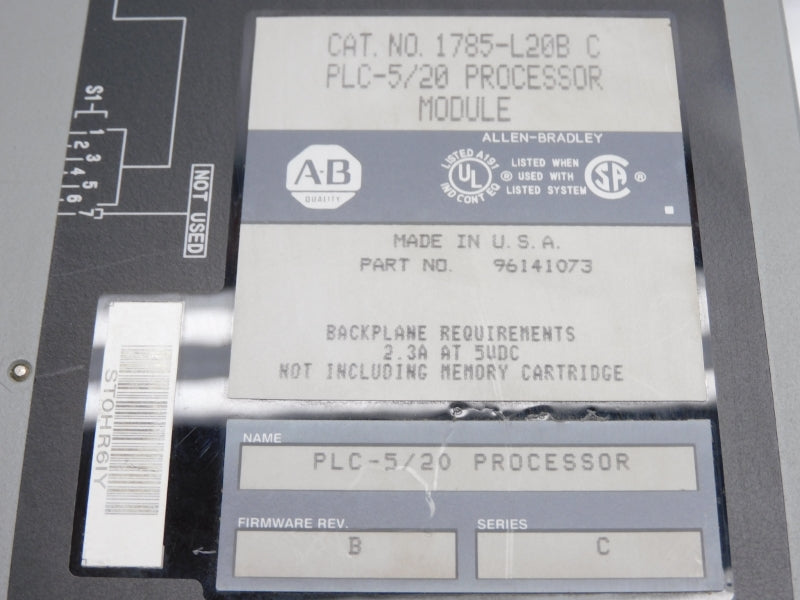 CAT. NO. 1785-L20B C
PLC-5/20 PROCESSOR
MODULE
ALLEN-BRADLEY
A·B
QUALITY
LISTED A191
UL
IND CONT EQ
®
LISTED WHEN
USED WITH
LISTED SYSTEM
SA
®
MADE IN U.S.A.
PART NO. 96141073
BACKPLANE REQUIREMENTS
2.3A AT 5VDC
NOT INCLUDING MEMORY CARTRIDGE
NAME
PLC-5/20 PROCESSOR
FIRMWARE REV.
B
SERIES
C
S1-
1
2
3
4
5
6
7
NOT USED
STOHR61Y